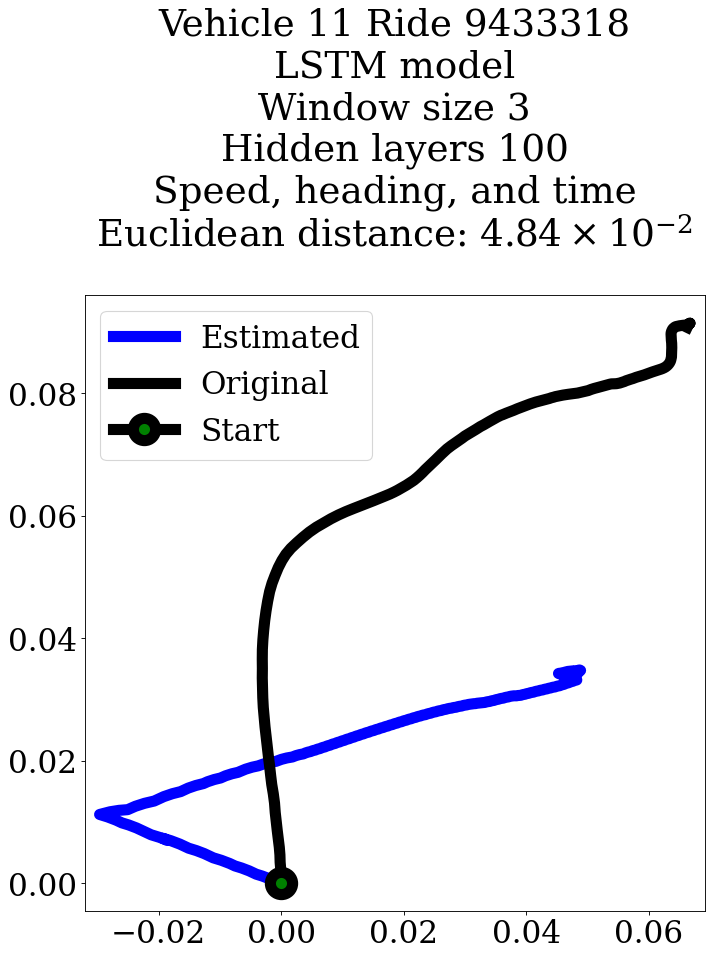 Vehicle 11 Ride 9433318
LSTM model
Window size 3
Hidden layers 100
Speed, heading, and time
Euclidean distance: 4.84 × 10⁻²
Estimated
Original
Start
0.08
0.06
0.04
0.02
0.00
−0.02 0.00 0.02 0.04 0.06